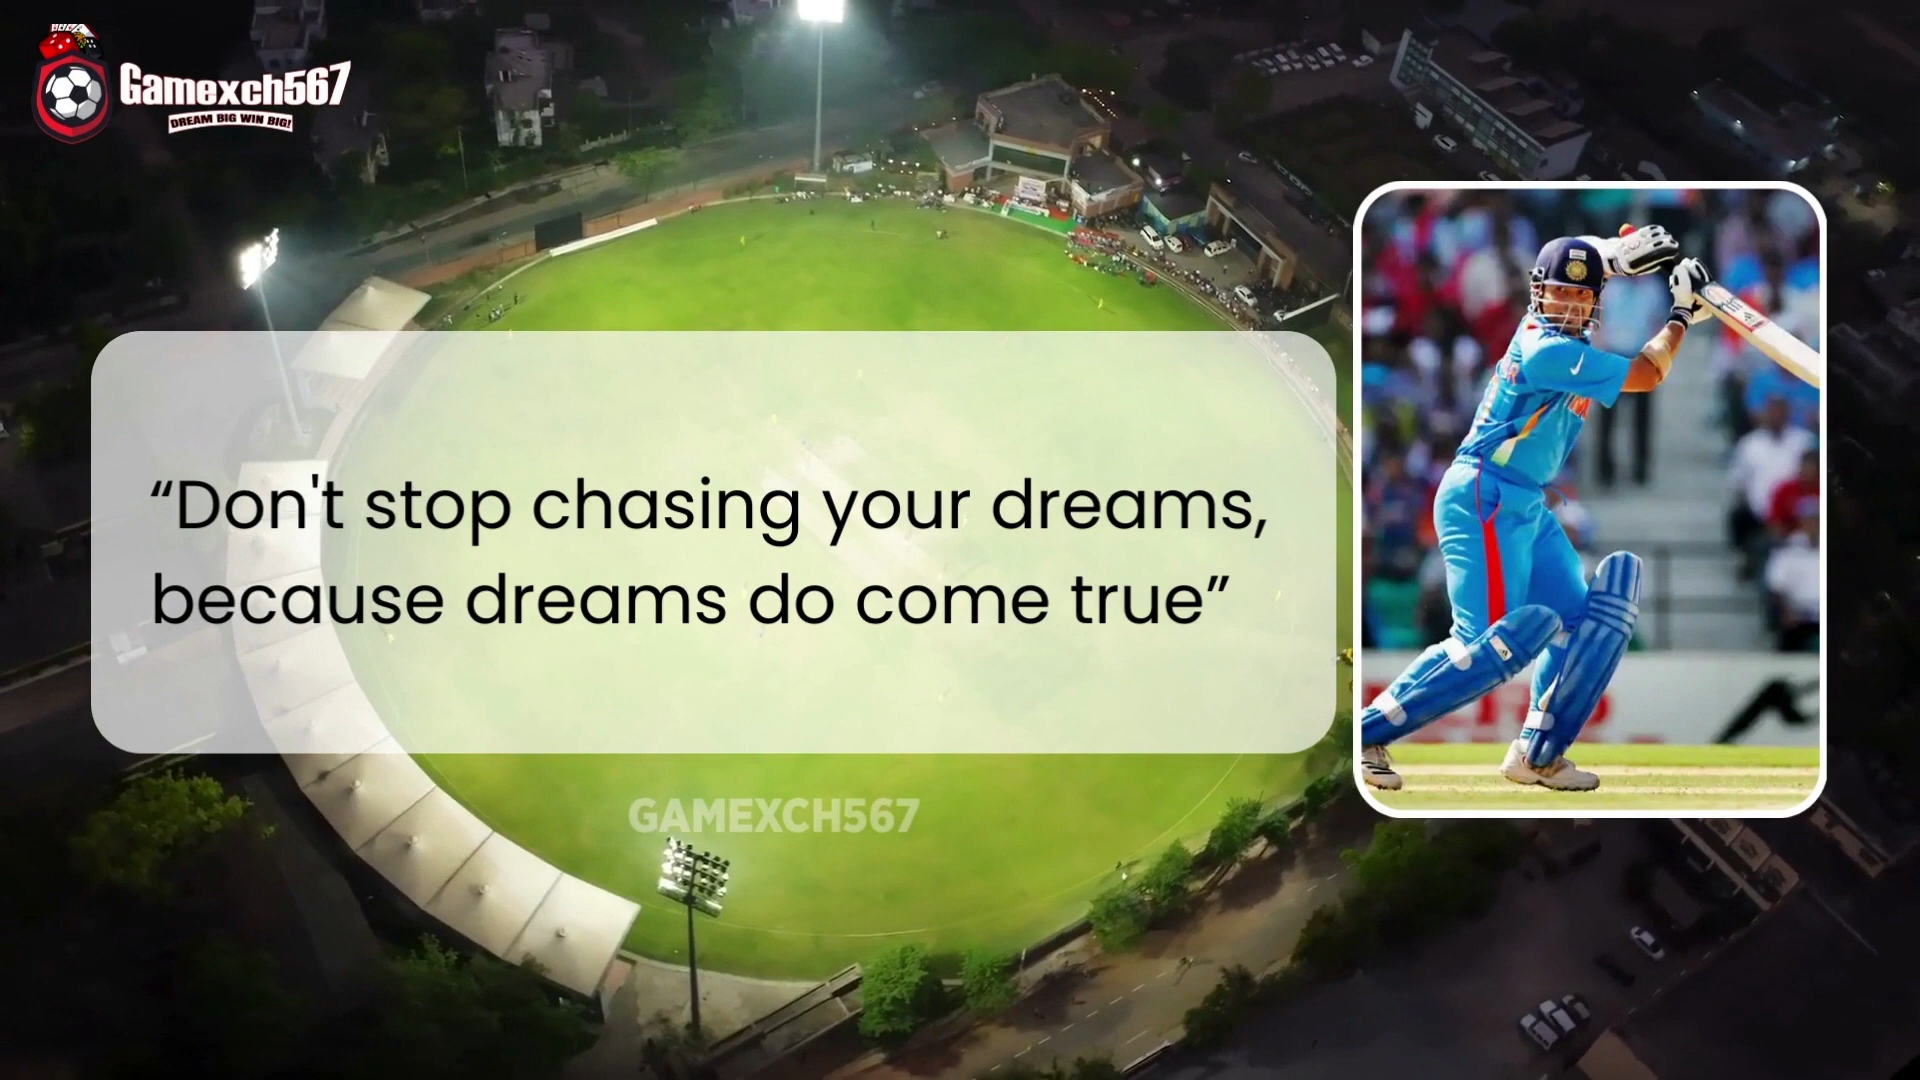 Gamexch567
DREAM BIG WIN BIG!
“Don't stop chasing your dreams,
because dreams do come true”
GAMEXCH567